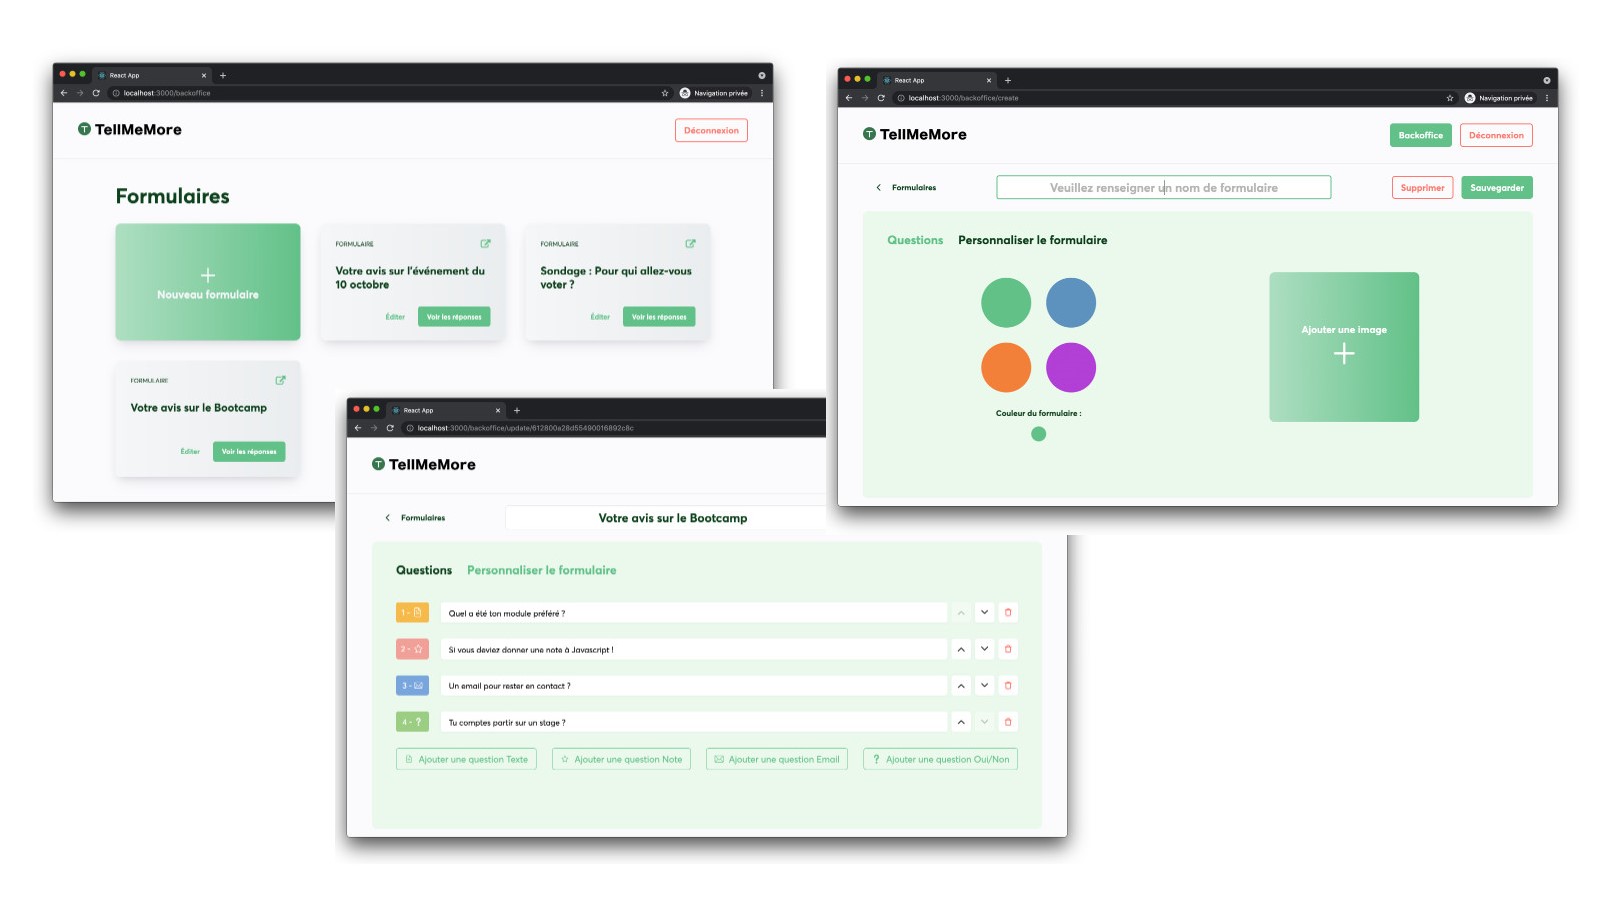 React App
localhost:3000/backoffice
Navigation privée
TellMeMore
Déconnexion
Formulaires
Nouveau formulaire
FORMULAIRE
Votre avis sur l'événement du
10 octobre
Éditer
Voir les réponses
FORMULAIRE
Sondage : Pour qui allez-vous
voter ?
Éditer
Voir les réponses
FORMULAIRE
Votre avis sur le Bootcamp
Éditer
Voir les réponses
React App
localhost:3000/backoffice/create
Navigation privée
TellMeMore
Backoffice
Déconnexion
Formulaires
Veuillez renseigner un nom de formulaire
Supprimer
Sauvegarder
Questions
Personnaliser le formulaire
Couleur du formulaire :
Ajouter une image
React App
localhost:3000/backoffice/update/612800a28d55490016892c8c
TellMeMore
Formulaires
Votre avis sur le Bootcamp
Questions
Personnaliser le formulaire
1 -
Quel a été ton module préféré ?
2 -
Si vous deviez donner une note à Javascript !
3 -
Un email pour rester en contact ?
4 - ?
Tu comptes partir sur un stage ?
Ajouter une question Texte
Ajouter une question Note
Ajouter une question Email
? Ajouter une question Oui/Non